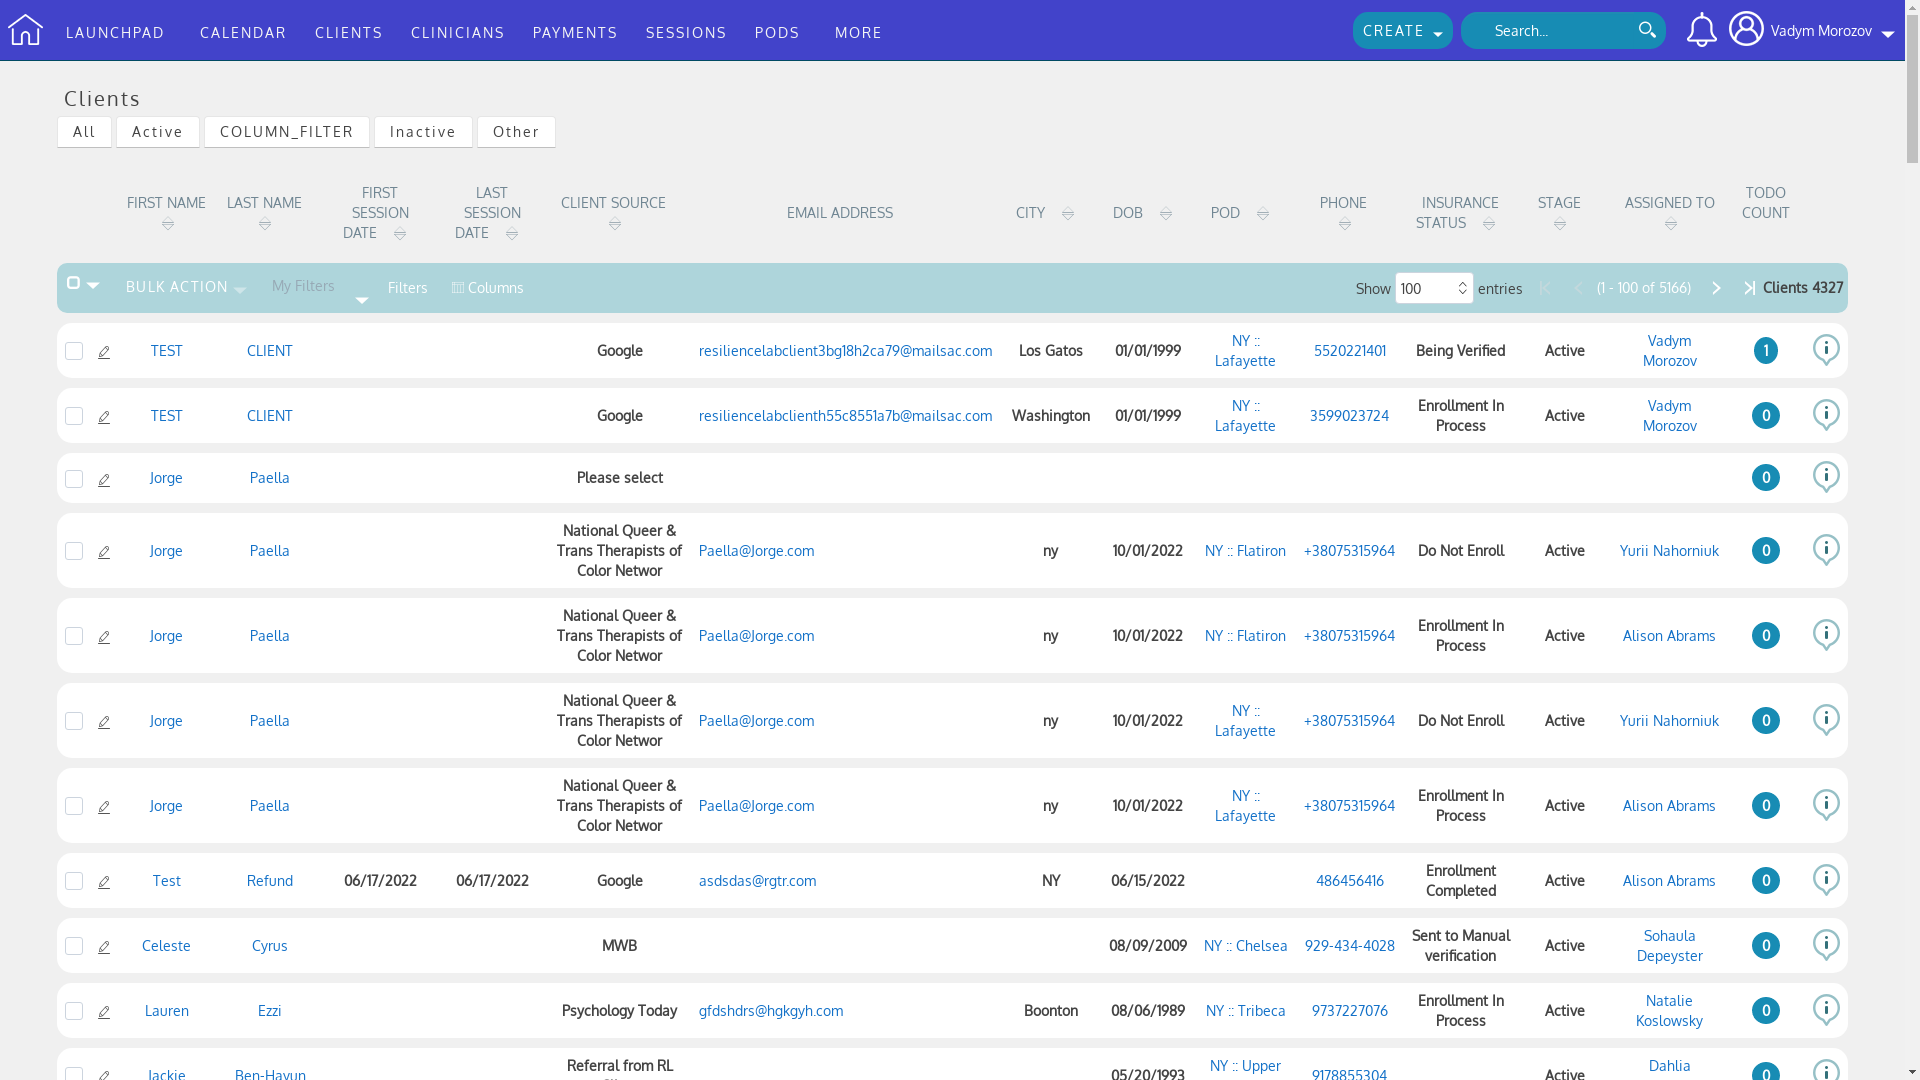 LAUNCHPAD CALENDAR CLIENTS CLINICIANS PAYMENTS SESSIONS PODS MORE CREATE Search... Vadym Morozov
Clients
All Active COLUMN_FILTER Inactive Other
FIRST NAME LAST NAME FIRST SESSION DATE LAST SESSION DATE CLIENT SOURCE EMAIL ADDRESS CITY DOB POD PHONE INSURANCE STATUS STAGE ASSIGNED TO TODO COUNT
BULK ACTION My Filters Filters Columns Show 100 entries (1 - 100 of 5166) Clients 4327
TEST CLIENT Google resiliencelabclient3bg18h2ca79@mailsac.com Los Gatos 01/01/1999 NY :: Lafayette 5520221401 Being Verified Active Vadym Morozov 1
TEST CLIENT Google resiliencelabclienth55c8551a7b@mailsac.com Washington 01/01/1999 NY :: Lafayette 3599023724 Enrollment In Process Active Vadym Morozov 0
Jorge Paella Please select 0
Jorge Paella National Queer & Trans Therapists of Color Networ Paella@Jorge.com ny 10/01/2022 NY :: Flatiron +38075315964 Do Not Enroll Active Yurii Nahorniuk 0
Jorge Paella National Queer & Trans Therapists of Color Networ Paella@Jorge.com ny 10/01/2022 NY :: Flatiron +38075315964 Enrollment In Process Active Alison Abrams 0
Jorge Paella National Queer & Trans Therapists of Color Networ Paella@Jorge.com ny 10/01/2022 NY :: Lafayette +38075315964 Do Not Enroll Active Yurii Nahorniuk 0
Jorge Paella National Queer & Trans Therapists of Color Networ Paella@Jorge.com ny 10/01/2022 NY :: Lafayette +38075315964 Enrollment In Process Active Alison Abrams 0
Test Refund 06/17/2022 06/17/2022 Google asdsdas@rgtr.com NY 06/15/2022 486456416 Enrollment Completed Active Alison Abrams 0
Celeste Cyrus MWB 08/09/2009 NY :: Chelsea 929-434-4028 Sent to Manual verification Active Sohaula Depeyster 0
Lauren Ezzi Psychology Today gfdshdrs@hgkgyh.com Boonton 08/06/1989 NY :: Tribeca 9737227076 Enrollment In Process Active Natalie Koslowsky 0
Jackie Ben-Hayun Referral from RL 05/20/1993 NY :: Upper 9178855304 Active Dahlia 0